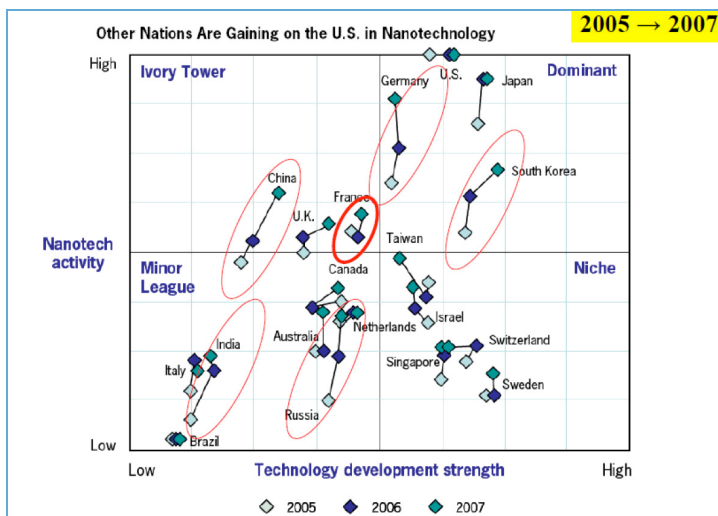 2005 → 2007
Other Nations Are Gaining on the U.S. in Nanotechnology
High
Ivory Tower
Dominant
U.S.
Germany
Japan
South Korea
China
France
U.K.
Taiwan
Nanotech
activity
Minor
League
Niche
Canada
Israel
Netherlands
Australia
Switzerland
India
Italy
Singapore
Sweden
Russia
Brazil
Low
Low
Technology development strength
High
2005
2006
2007